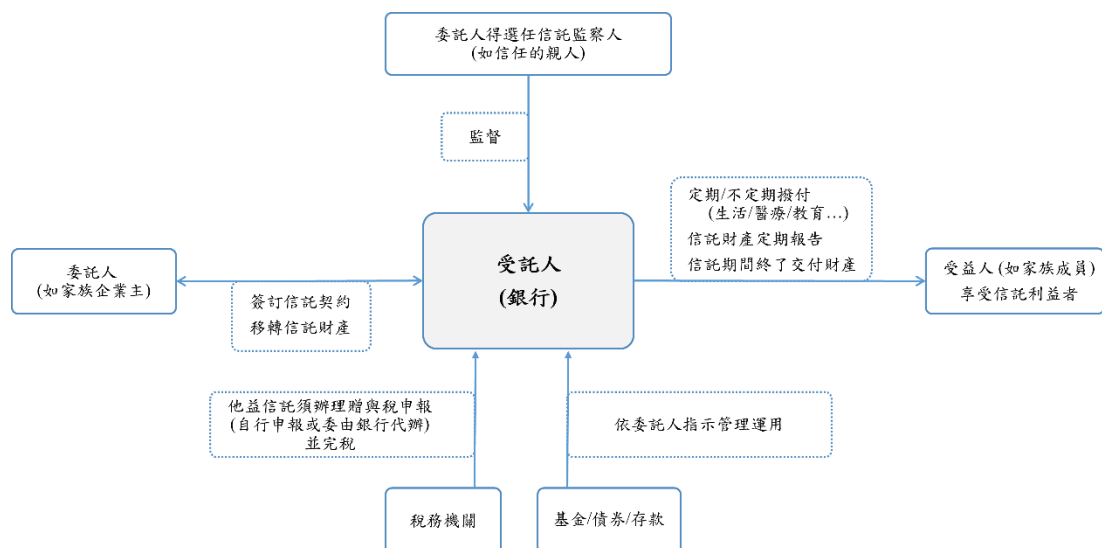 委託人得選任信託監察人
(如信任的親人)
監督
定期/不定期撥付
(生活/醫療/教育…)
信託財產定期報告
信託期間終了交付財產
委託人
(如家族企業主)
簽訂信託契約
移轉信託財產
受託人
(銀行)
受益人 (如家族成員)
享受信託利益者
他益信託須辦理贈與稅申報
(自行申報或委由銀行代辦)
並完稅
依委託人指示管理運用
稅務機關
基金/債券/存款